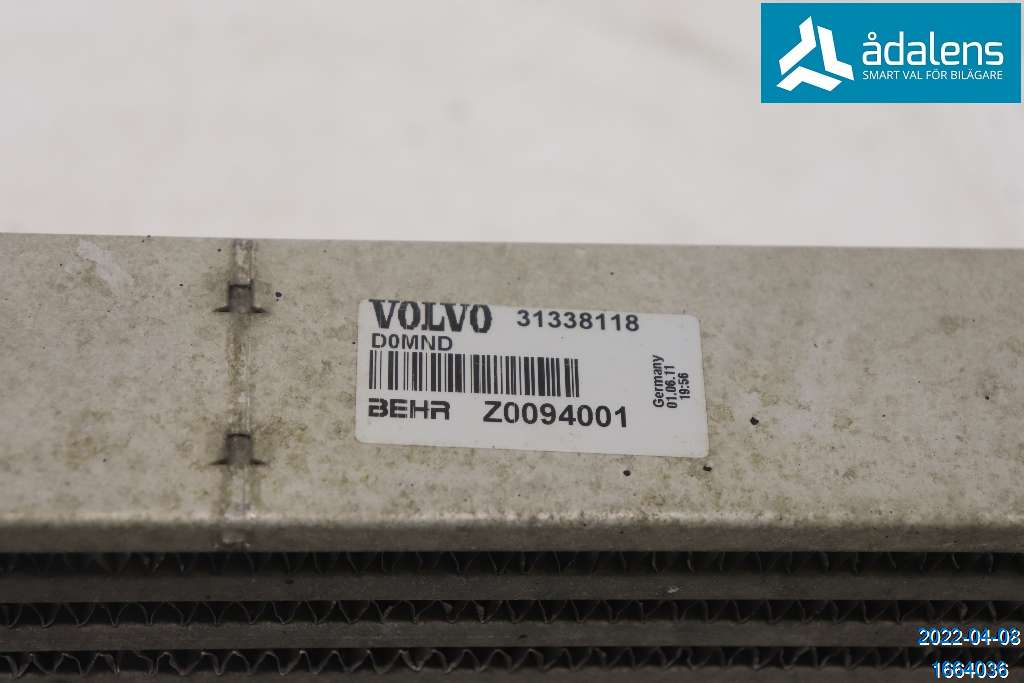 ådalens
SMART VAL FÖR BILÄGARE
VOLVO 31338118
D0MND
BEHR Z0094001
Germany
01.06.11
19:56
2022-04-08
1664036